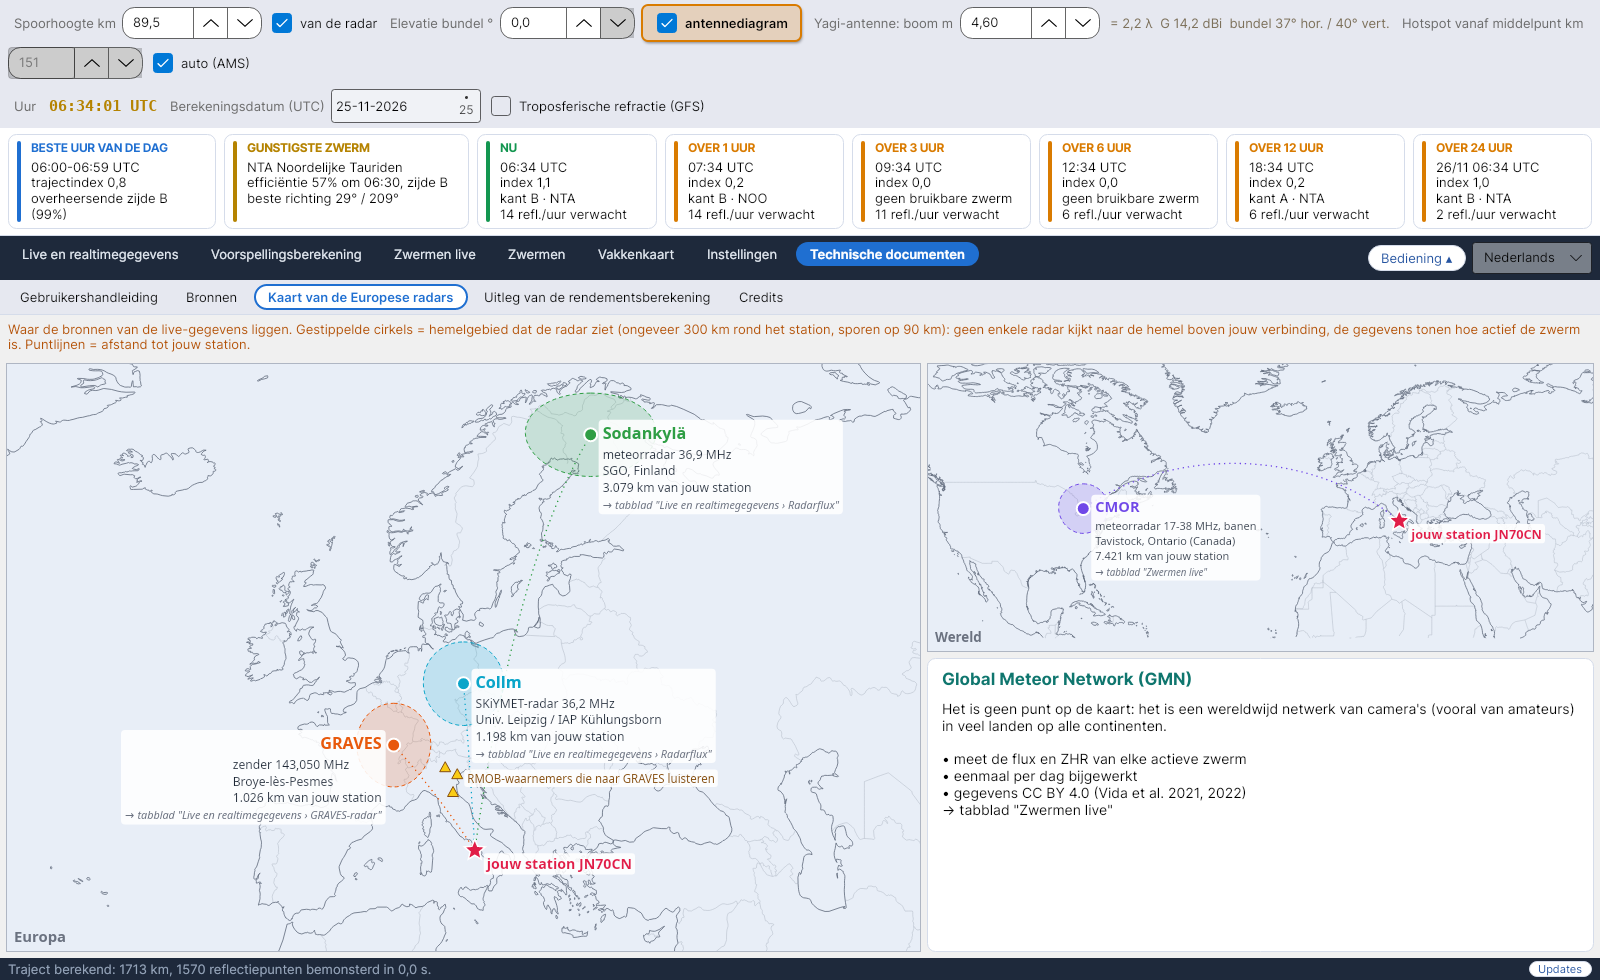 Spoorhoogte km 89,5 van de radar Elevatie bundel ° 0,0 antennediagram Yagi-antenne: boom m 4,60 = 2,2 λ G 14,2 dBi bundel 37° hor. / 40° vert. Hotspot vanaf middelpunt km
151 auto (AMS)
Uur 06:34:01 UTC Berekeningsdatum (UTC) 25-11-2026 25 Troposferische refractie (GFS)
BESTE UUR VAN DE DAG
06:00-06:59 UTC
trajectindex 0,8
overheersende zijde B
(99%)
GUNSTIGSTE ZWERM
NTA Noordelijke Tauriden
efficiëntie 57% om 06:30, zijde B
beste richting 29° / 209°
NU
06:34 UTC
index 1,1
kant B · NTA
14 refl./uur verwacht
OVER 1 UUR
07:34 UTC
index 0,2
kant B · NOO
14 refl./uur verwacht
OVER 3 UUR
09:34 UTC
index 0,0
geen bruikbare zwerm
11 refl./uur verwacht
OVER 6 UUR
12:34 UTC
index 0,0
geen bruikbare zwerm
6 refl./uur verwacht
OVER 12 UUR
18:34 UTC
index 0,2
kant A · NTA
6 refl./uur verwacht
OVER 24 UUR
26/11 06:34 UTC
index 1,0
kant B · NTA
2 refl./uur verwacht
Live en realtimegegevens Voorspellingsberekening Zwermen live Zwermen Vakkenkaart Instellingen Technische documenten Bediening ▴ Nederlands
Gebruikershandleiding Bronnen Kaart van de Europese radars Uitleg van de rendementsberekening Credits
Waar de bronnen van de live-gegevens liggen. Gestippelde cirkels = hemelgebied dat de radar ziet (ongeveer 300 km rond het station, sporen op 90 km): geen enkele radar kijkt naar de hemel boven jouw verbinding, de gegevens tonen hoe actief de zwerm
is. Puntlijnen = afstand tot jouw station.
Sodankylä
meteorradar 36,9 MHz
SGO, Finland
3.079 km van jouw station
→ tabblad "Live en realtimegegevens › Radarflux"
Collm
SKiYMET-radar 36,2 MHz
Univ. Leipzig / IAP Kühlungsborn
1.198 km van jouw station
→ tabblad "Live en realtimegegevens › Radarflux"
GRAVES
zender 143,050 MHz
Broye-lès-Pesmes
1.026 km van jouw station
→ tabblad "Live en realtimegegevens › GRAVES-radar"
RMOB-waarnemers die naar GRAVES luisteren
jouw station JN70CN
Europa
CMOR
meteorradar 17-38 MHz, banen .
Tavistock, Ontario (Canada)
7.421 km van jouw station
→ tabblad "Zwermen live"
jouw station JN70CN
Wereld
Global Meteor Network (GMN)
Het is geen punt op de kaart: het is een wereldwijd netwerk van camera's (vooral van amateurs)
in veel landen op alle continenten.
• meet de flux en ZHR van elke actieve zwerm
• eenmaal per dag bijgewerkt
• gegevens CC BY 4.0 (Vida et al. 2021, 2022)
→ tabblad "Zwermen live"
Traject berekend: 1713 km, 1570 reflectiepunten bemonsterd in 0,0 s.
Updates